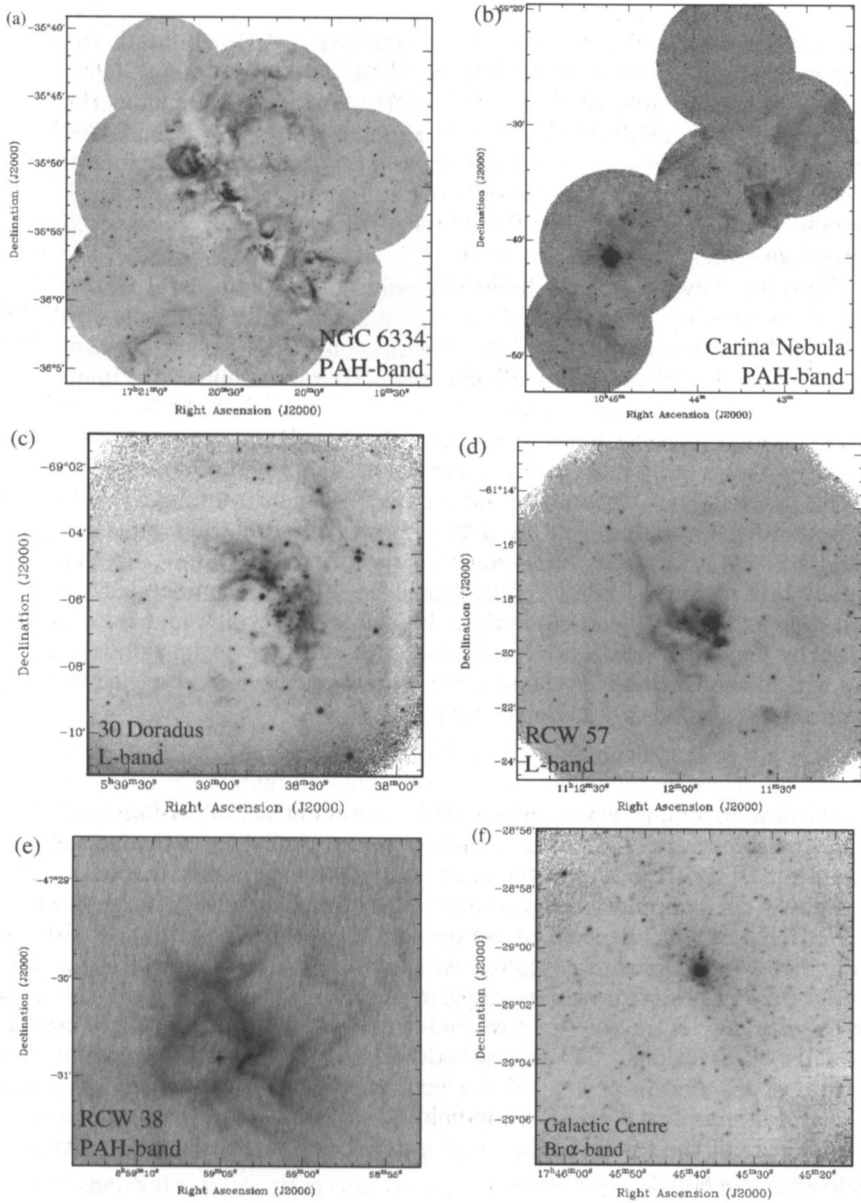 (a)
-35°40'
-35°45'
-35°50'
-35°55'
-36°0'
-36°5'
Declination (J2000)
17ʰ21ᵐ0ˢ
20ᵐ30ˢ
20ᵐ0ˢ
19ᵐ30ˢ
Right Ascension (J2000)
NGC 6334
PAH-band
(b)
-59°20'
-30'
-40'
-50'
Declination (J2000)
10ʰ45ᵐ
44ᵐ
43ᵐ
Right Ascension (J2000)
Carina Nebula
PAH-band
(c)
-69°02'
-04'
-06'
-08'
-10'
Declination (J2000)
5ʰ39ᵐ30ˢ
39ᵐ00ˢ
38ᵐ30ˢ
38ᵐ00ˢ
Right Ascension (J2000)
30 Doradus
L-band
(d)
-61°14'
-16'
-18'
-20'
-22'
-24'
Declination (J2000)
11ʰ12ᵐ30ˢ
12ᵐ00ˢ
11ᵐ30ˢ
Right Ascension (J2000)
RCW 57
L-band
(e)
-47°29'
-30'
-31'
Declination (J2000)
8ʰ59ᵐ10ˢ
59ᵐ05ˢ
59ᵐ00ˢ
58ᵐ55ˢ
Right Ascension (J2000)
RCW 38
PAH-band
(f)
-28°56'
-28°58'
-29°00'
-29°02'
-29°04'
-29°06'
Declination (J2000)
17ʰ46ᵐ00ˢ
45ᵐ50ˢ
45ᵐ40ˢ
45ᵐ30ˢ
45ᵐ20ˢ
Right Ascension (J2000)
Galactic Centre
Brα-band